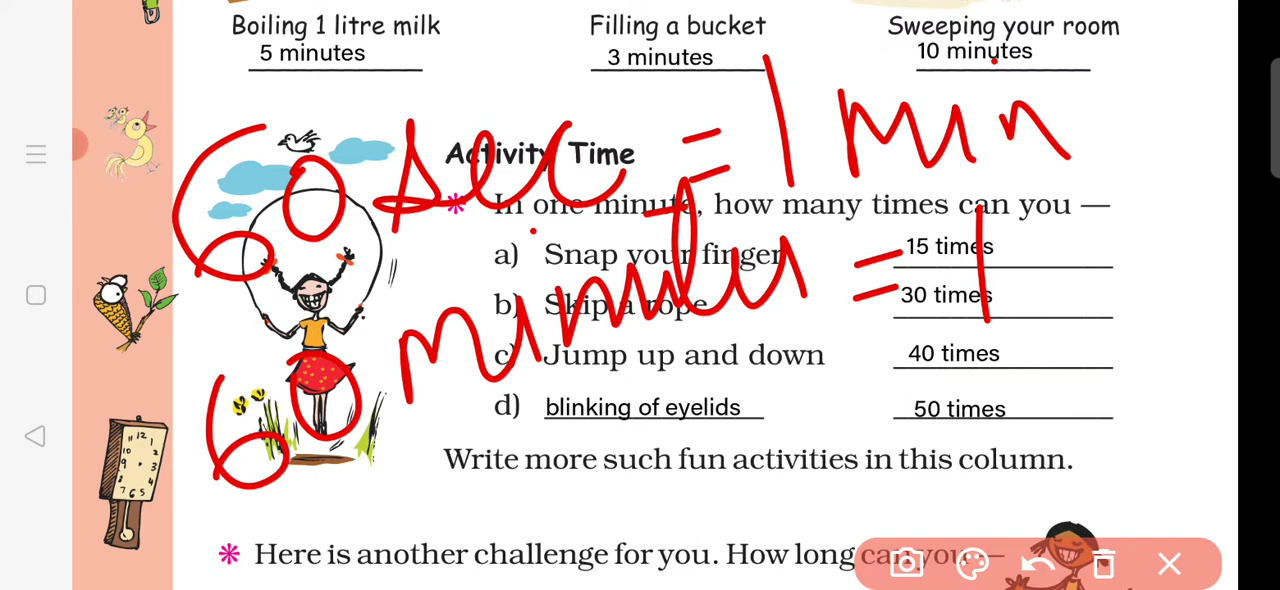 Boiling 1 litre milk
Filling a bucket
Sweeping your room
5 minutes
3 minutes
10 minutes
60 sec = 1 min
Activity Time
In one minute, how many times can you —
a) Snap your finger
15 times
b) Skip a rope
30 times
60 minutes = 1
c) Jump up and down
40 times
d) blinking of eyelids
50 times
Write more such fun activities in this column.
Here is another challenge for you. How long can you —